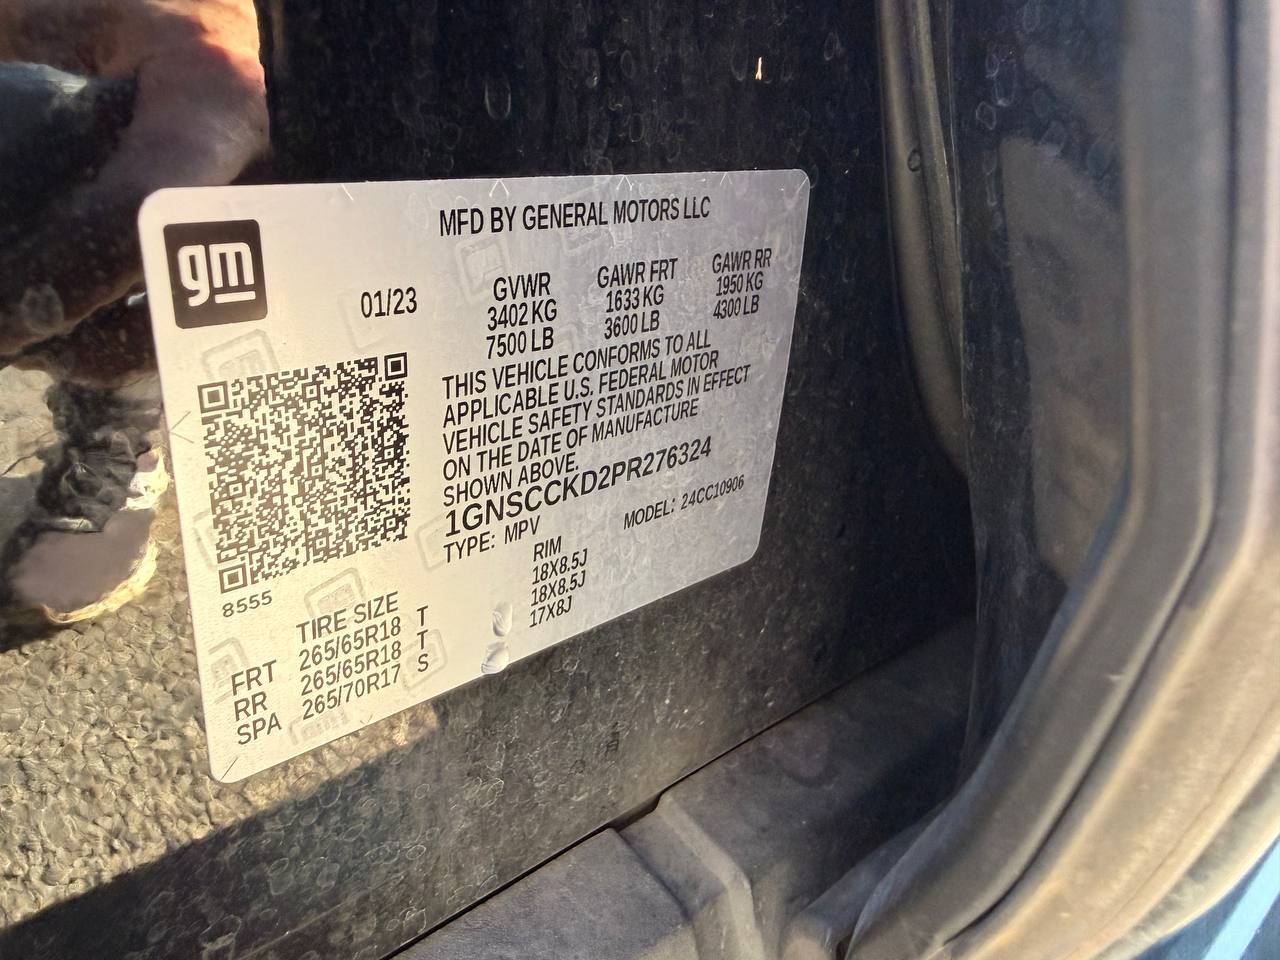 gm
MFD BY GENERAL MOTORS LLC
01/23
GVWR
3402 KG
7500 LB
GAWR FRT
1633 KG
3600 LB
GAWR RR
1950 KG
4300 LB
THIS VEHICLE CONFORMS TO ALL
APPLICABLE U.S. FEDERAL MOTOR
VEHICLE SAFETY STANDARDS IN EFFECT
ON THE DATE OF MANUFACTURE
SHOWN ABOVE.
1GNSCCKD2PR276324
TYPE: MPV MODEL: 24CC10906
8555
TIRE SIZE RIM
FRT 265/65R18 T 18X8.5J
RR 265/65R18 T 18X8.5J
SPA 265/70R17 S 17X8J